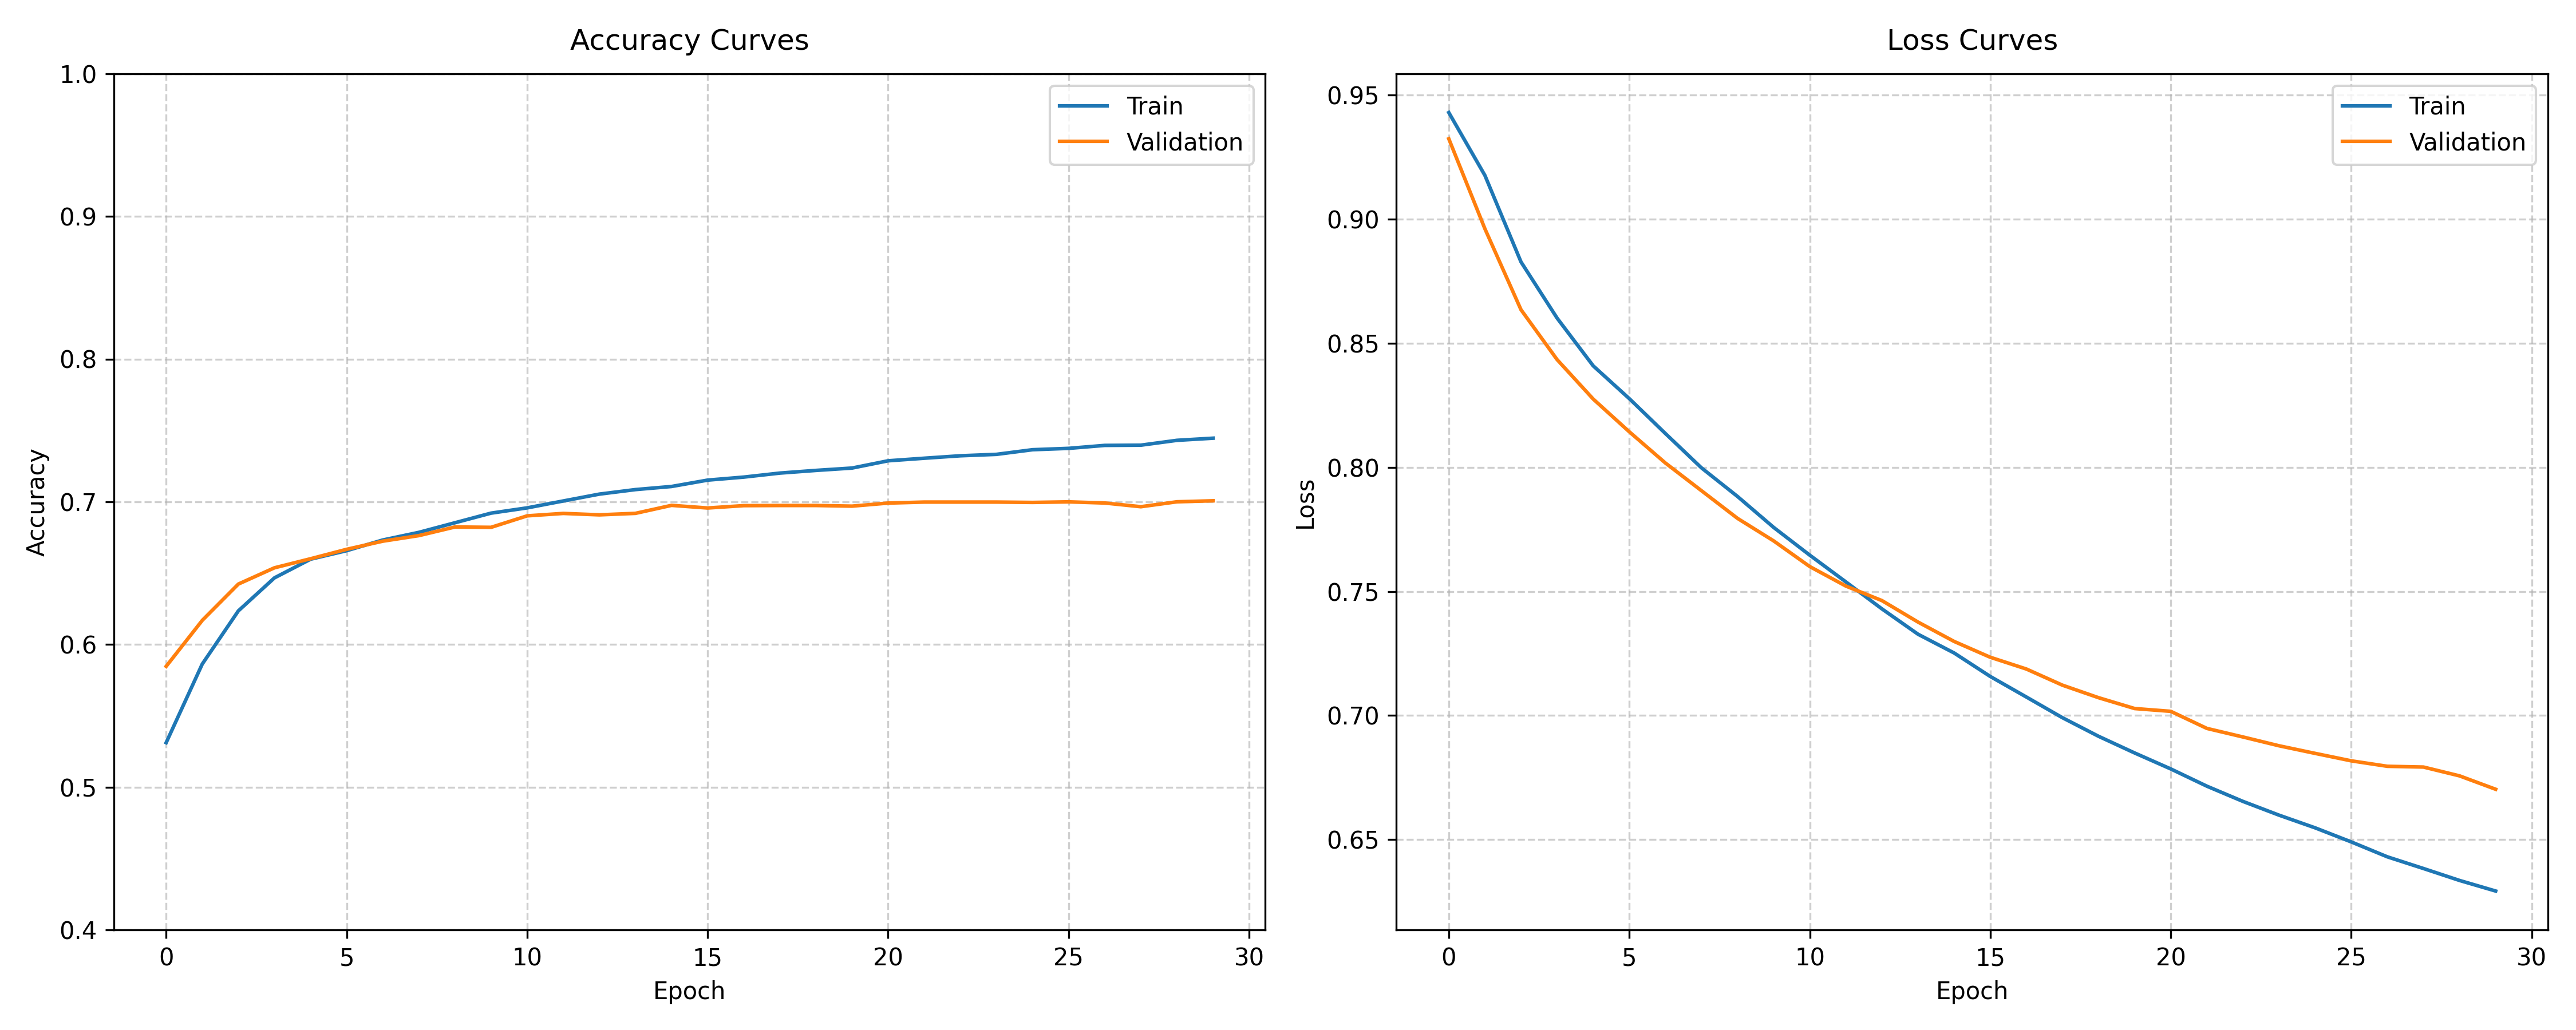 Accuracy Curves
1.0
0.9
0.8
0.7
0.6
0.5
0.4
Accuracy
0 5 10 15 20 25 30
Epoch
Train
Validation
Loss Curves
0.95
0.90
0.85
0.80
0.75
0.70
0.65
Loss
0 5 10 15 20 25 30
Epoch
Train
Validation